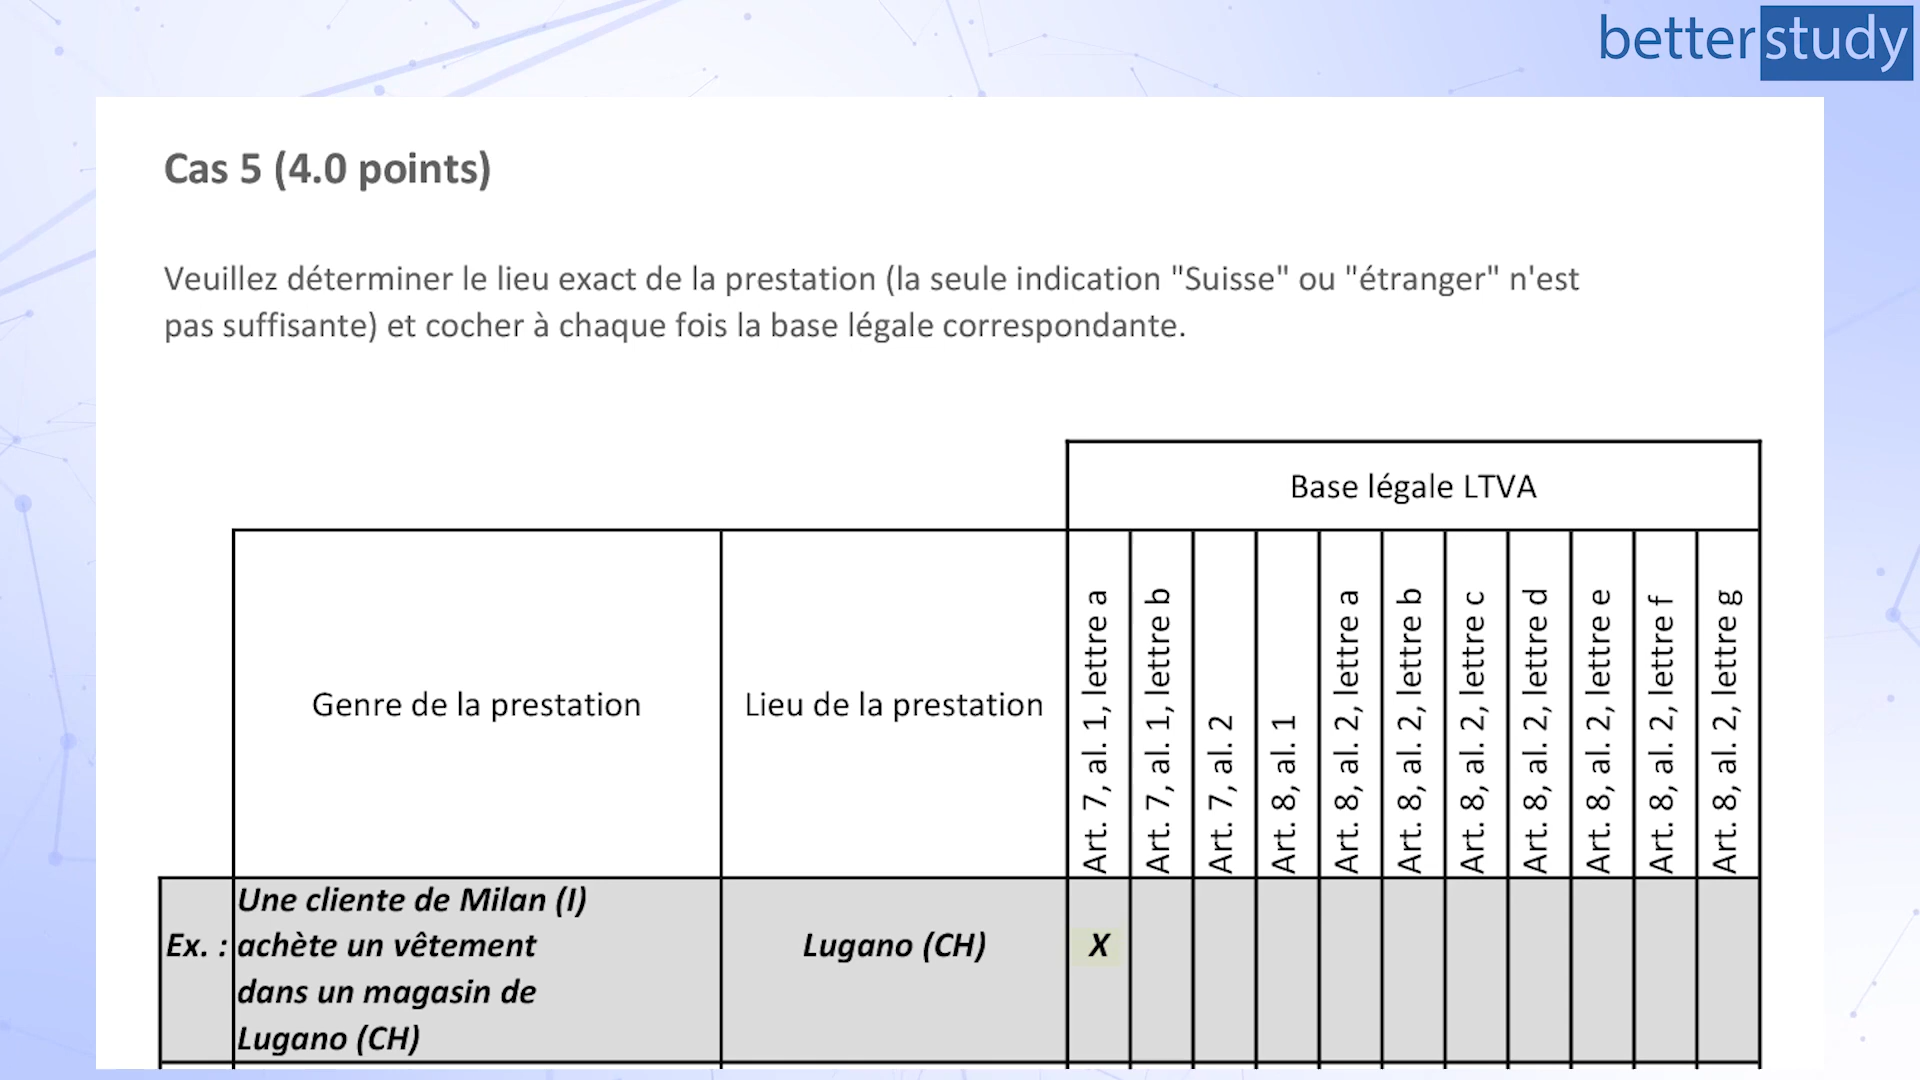 betterstudy
Cas 5 (4.0 points)
Veuillez déterminer le lieu exact de la prestation (la seule indication "Suisse" ou "étranger" n'est
pas suffisante) et cocher à chaque fois la base légale correspondante.
Base légale LTVA
Genre de la prestation
Lieu de la prestation
Art. 7, al. 1, lettre a
Art. 7, al. 1, lettre b
Art. 7, al. 2
Art. 8, al. 1
Art. 8, al. 2, lettre a
Art. 8, al. 2, lettre b
Art. 8, al. 2, lettre c
Art. 8, al. 2, lettre d
Art. 8, al. 2, lettre e
Art. 8, al. 2, lettre f
Art. 8, al. 2, lettre g
Une cliente de Milan (I)
Ex. : achète un vêtement
dans un magasin de
Lugano (CH)
Lugano (CH)
X